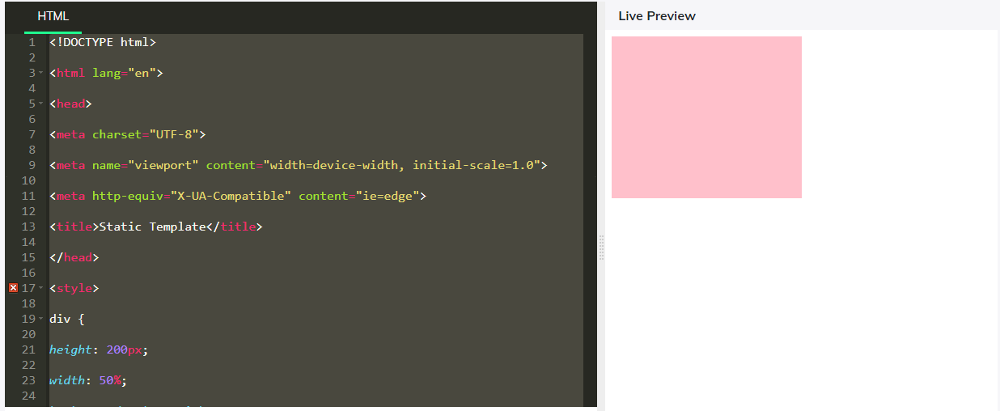 HTML
Live Preview
1 <!DOCTYPE html>
2
3 <html lang="en">
4
5 <head>
6
7 <meta charset="UTF-8">
8
9 <meta name="viewport" content="width=device-width, initial-scale=1.0">
10
11 <meta http-equiv="X-UA-Compatible" content="ie=edge">
12
13 <title>Static Template</title>
14
15 </head>
16
17 <style>
18
19 div {
20
21 height: 200px;
22
23 width: 50%;
24